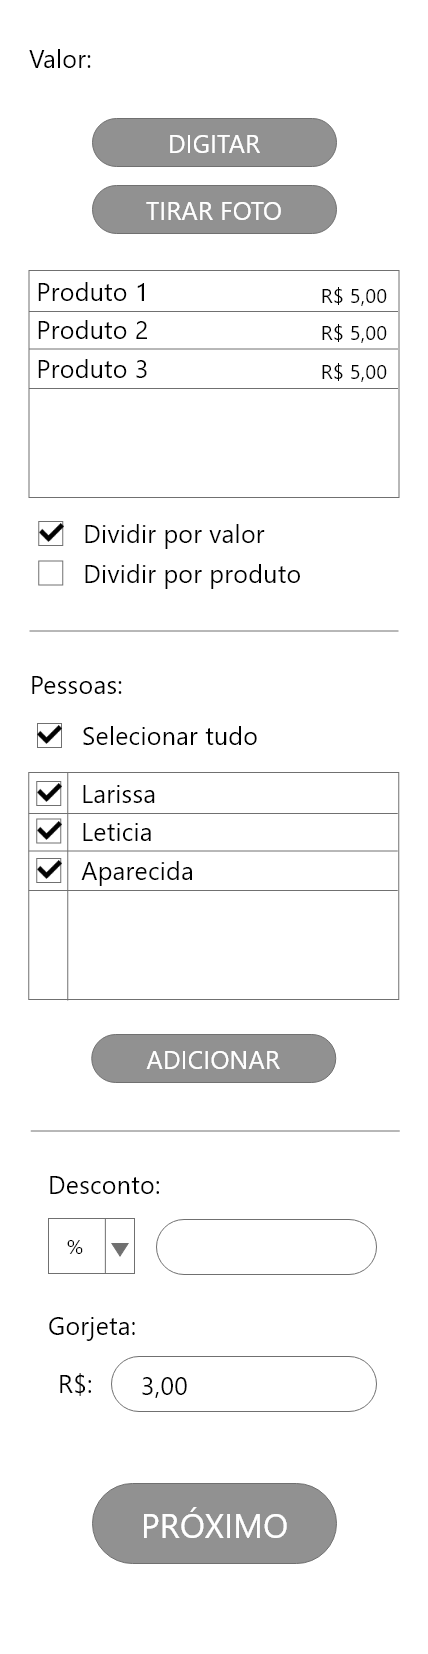 Valor:
DIGITAR
TIRAR FOTO
Produto 1 R$ 5,00
Produto 2 R$ 5,00
Produto 3 R$ 5,00
Dividir por valor
Dividir por produto
Pessoas:
Selecionar tudo
Larissa
Leticia
Aparecida
ADICIONAR
Desconto:
%
Gorjeta:
R$: 3,00
PRÓXIMO